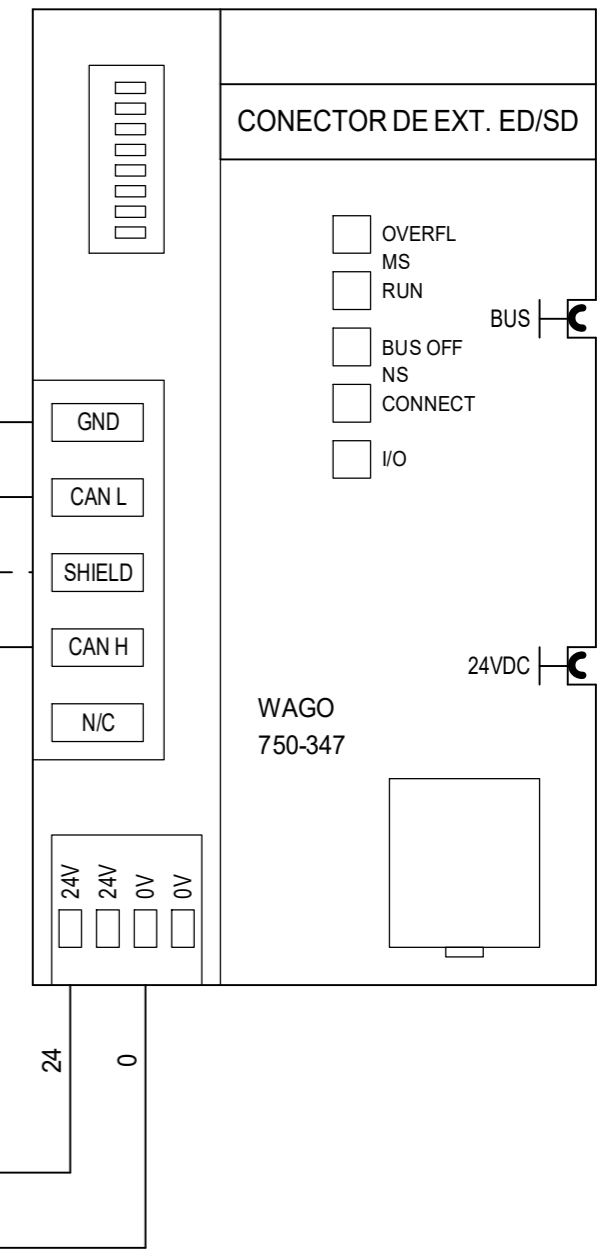 CONECTOR DE EXT. ED/SD
OVERFL
MS
RUN
BUS
BUS OFF
NS
CONNECT
I/O
GND
CAN L
SHIELD
CAN H
N/C
24VDC
WAGO
750-347
24V 24V 0V 0V
24 0